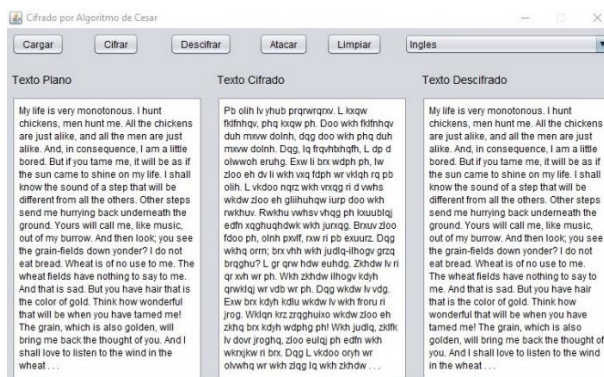 Cifrado por Algoritmo de Cesar
Cargar
Cifrar
Descifrar
Atacar
Limpiar
Ingles
Texto Plano
My life is very monotonous. I hunt
chickens, men hunt me. All the chickens
are just alike, and all the men are just
alike. And, in consequence, I am a little
bored. But if you tame me, it will be as if
the sun came to shine on my life. I shall
know the sound of a step that will be
different from all the others. Other steps
send me hurrying back underneath the
ground. Yours will call me, like music,
out of my burrow. And then look; you see
the grain-fields down yonder? I do not
eat bread. Wheat is of no use to me. The
wheat fields have nothing to say to me.
And that is sad. But you have hair that is
the color of gold. Think how wonderful
that will be when you have tamed me!
The grain, which is also golden, will
bring me back the thought of you. And I
shall love to listen to the wind in the
wheat . . .
Texto Cifrado
Pb olih lv yhub prqrwrqrxv. L kxqw
fklfnhqv, phq kxqw ph. Doo wkh fklfnhqv
duh mxvw dolnh, dqg doo wkh phq duh
mxvw dolnh. Dqg, lq frqvhtxhqfh, L dp d
olwwoh eruhg. Exw li brx wdph ph, lw
zloo eh dv li wkh vxq fdph wr vklqh rq pb
olih. L vkdoo nqrz wkh vrxqg ri d vwhs
wkdw zloo eh gliihuhqw iurp doo wkh
rwkhuv. Rwkhu vwhsv vhqg ph kxuublqj
edfn xqghuqhdwk wkh jurxqg. Brxuv zloo
fdoo ph, olnh pxvlf, rxw ri pb exuurz. Dqg
wkhq orrn; brx vhh wkh judlq-ilhogv grzq
brqghu? L gr qrw hdw euhdg. Zkhdw lv ri
qr xvh wr ph. Wkh zkhdw ilhogv kdyh
qrwklqj wr vdb wr ph. Dqg wkdw lv vdg.
Exw brx kdyh kdlu wkdw lv wkh froru ri
jrog. Wklqn krz zrqghuixo wkdw zloo eh
zkhq brx kdyh wdphg ph! Wkh judlq, zklfk
lv dovr jroghq, zloo eulqj ph edfn wkh
wkrxjkw ri brx. Dqg L vkdoo oryh wr
olvwhq wr wkh zlqg lq wkh zkhdw . . .
Texto Descifrado
My life is very monotonous. I hunt
chickens, men hunt me. All the chickens
are just alike, and all the men are just
alike. And, in consequence, I am a little
bored. But if you tame me, it will be as if
the sun came to shine on my life. I shall
know the sound of a step that will be
different from all the others. Other steps
send me hurrying back underneath the
ground. Yours will call me, like music,
out of my burrow. And then look; you see
the grain-fields down yonder? I do not
eat bread. Wheat is of no use to me.
The wheat fields have nothing to say to
me. And that is sad. But you have hair
that is the color of gold. Think how
wonderful that will be when you have
tamed me! The grain, which is also
golden, will bring me back the thought of
you. And I shall love to listen to the wind
in the wheat . . .